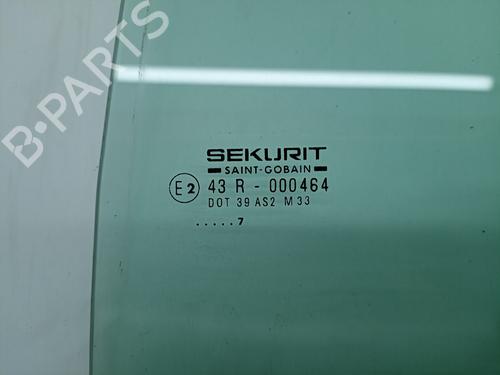 B-PARTS
SEKURIT
SAINT-GOBAIN
E2 43 R - 000464
DOT 39 AS2 M33
.....7